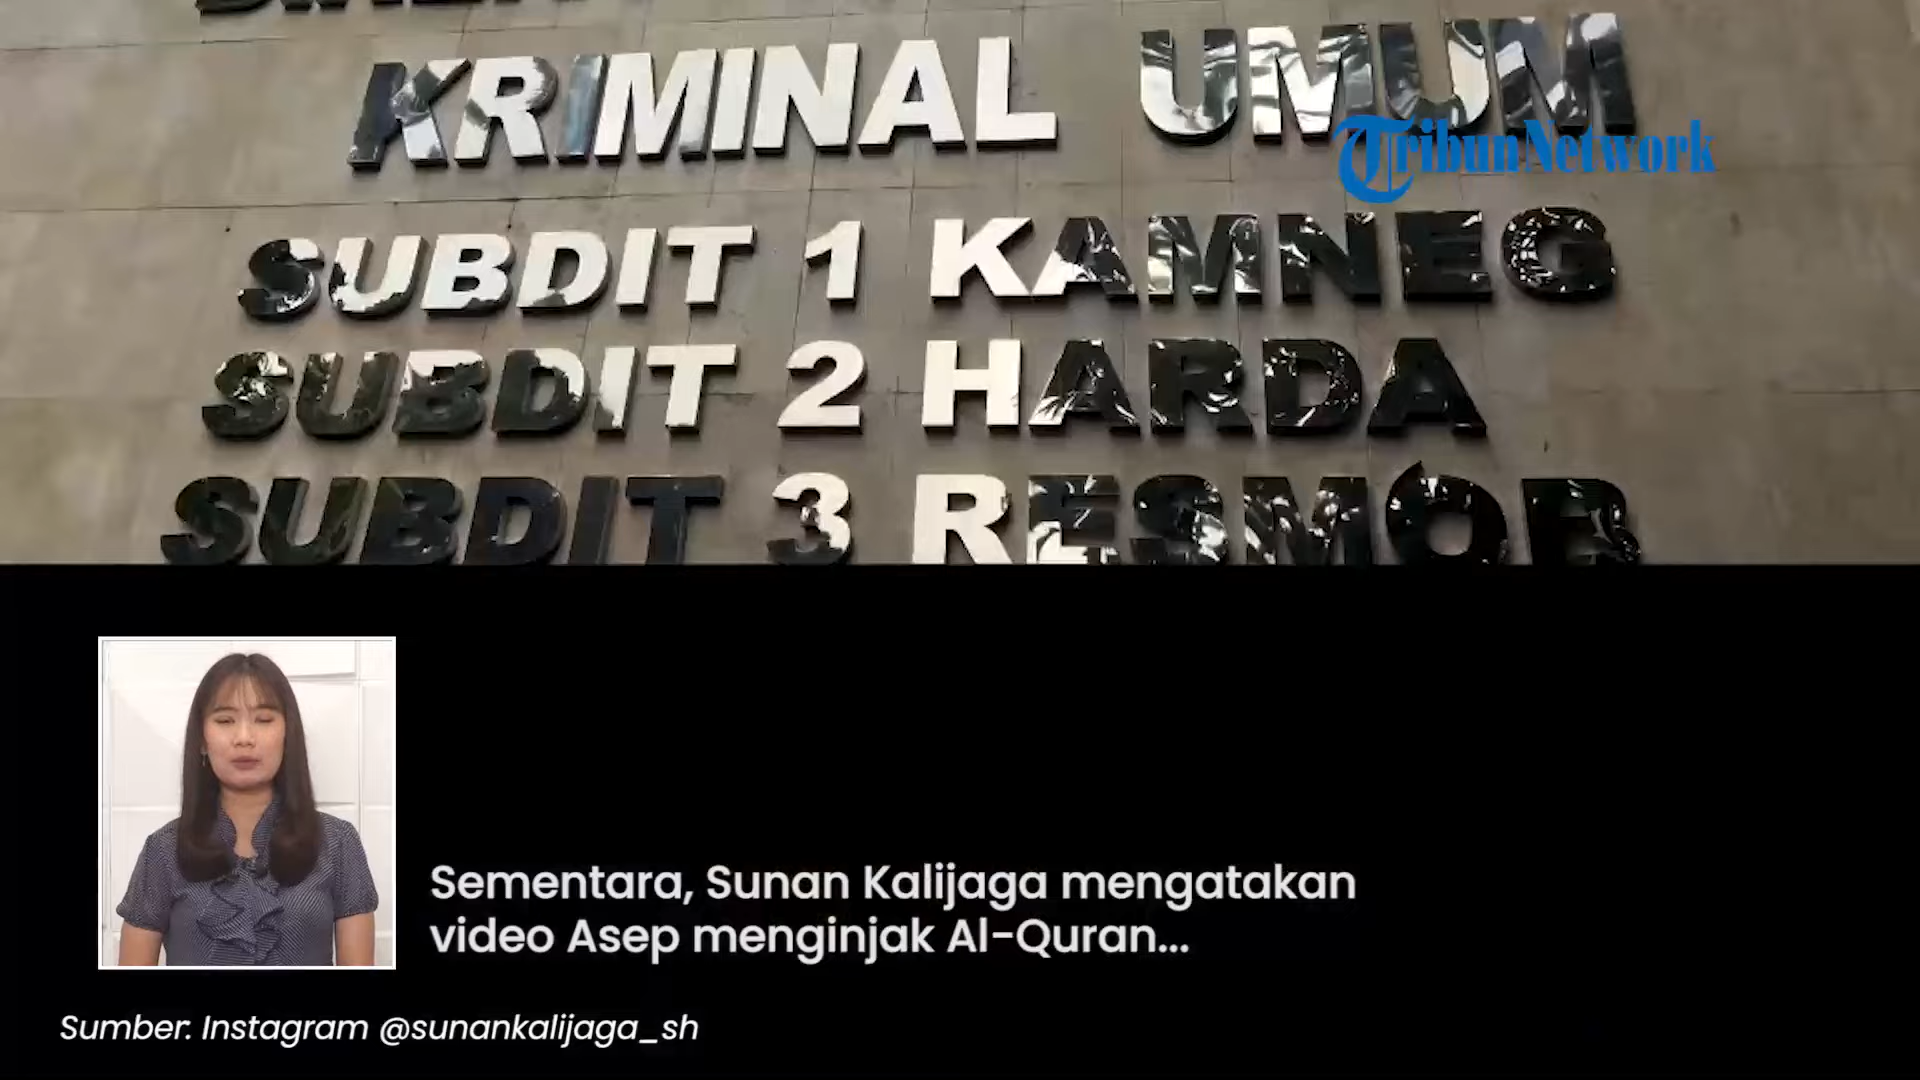 KRIMINAL UMUM
TribunNetwork
SUBDIT 1 KAMNEG
SUBDIT 2 HARDA
SUBDIT 3 RESMOB
Sementara, Sunan Kalijaga mengatakan
video Asep menginjak Al-Quran...
Sumber: Instagram @sunankalijaga_sh